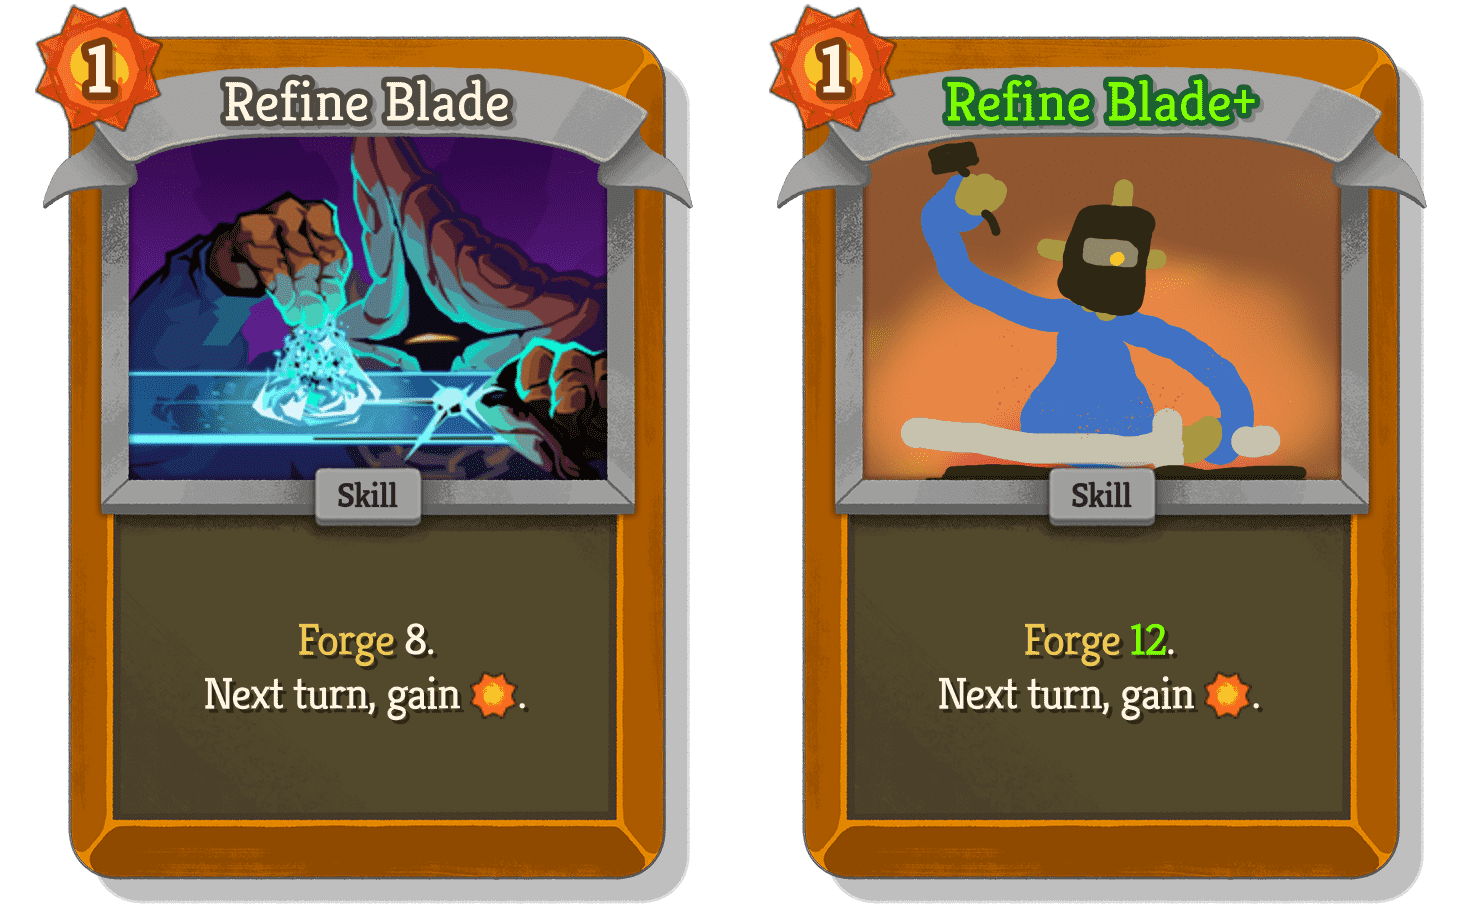 1
Refine Blade
Skill
Forge 8.
Next turn, gain .
1
Refine Blade+
Skill
Forge 12.
Next turn, gain .